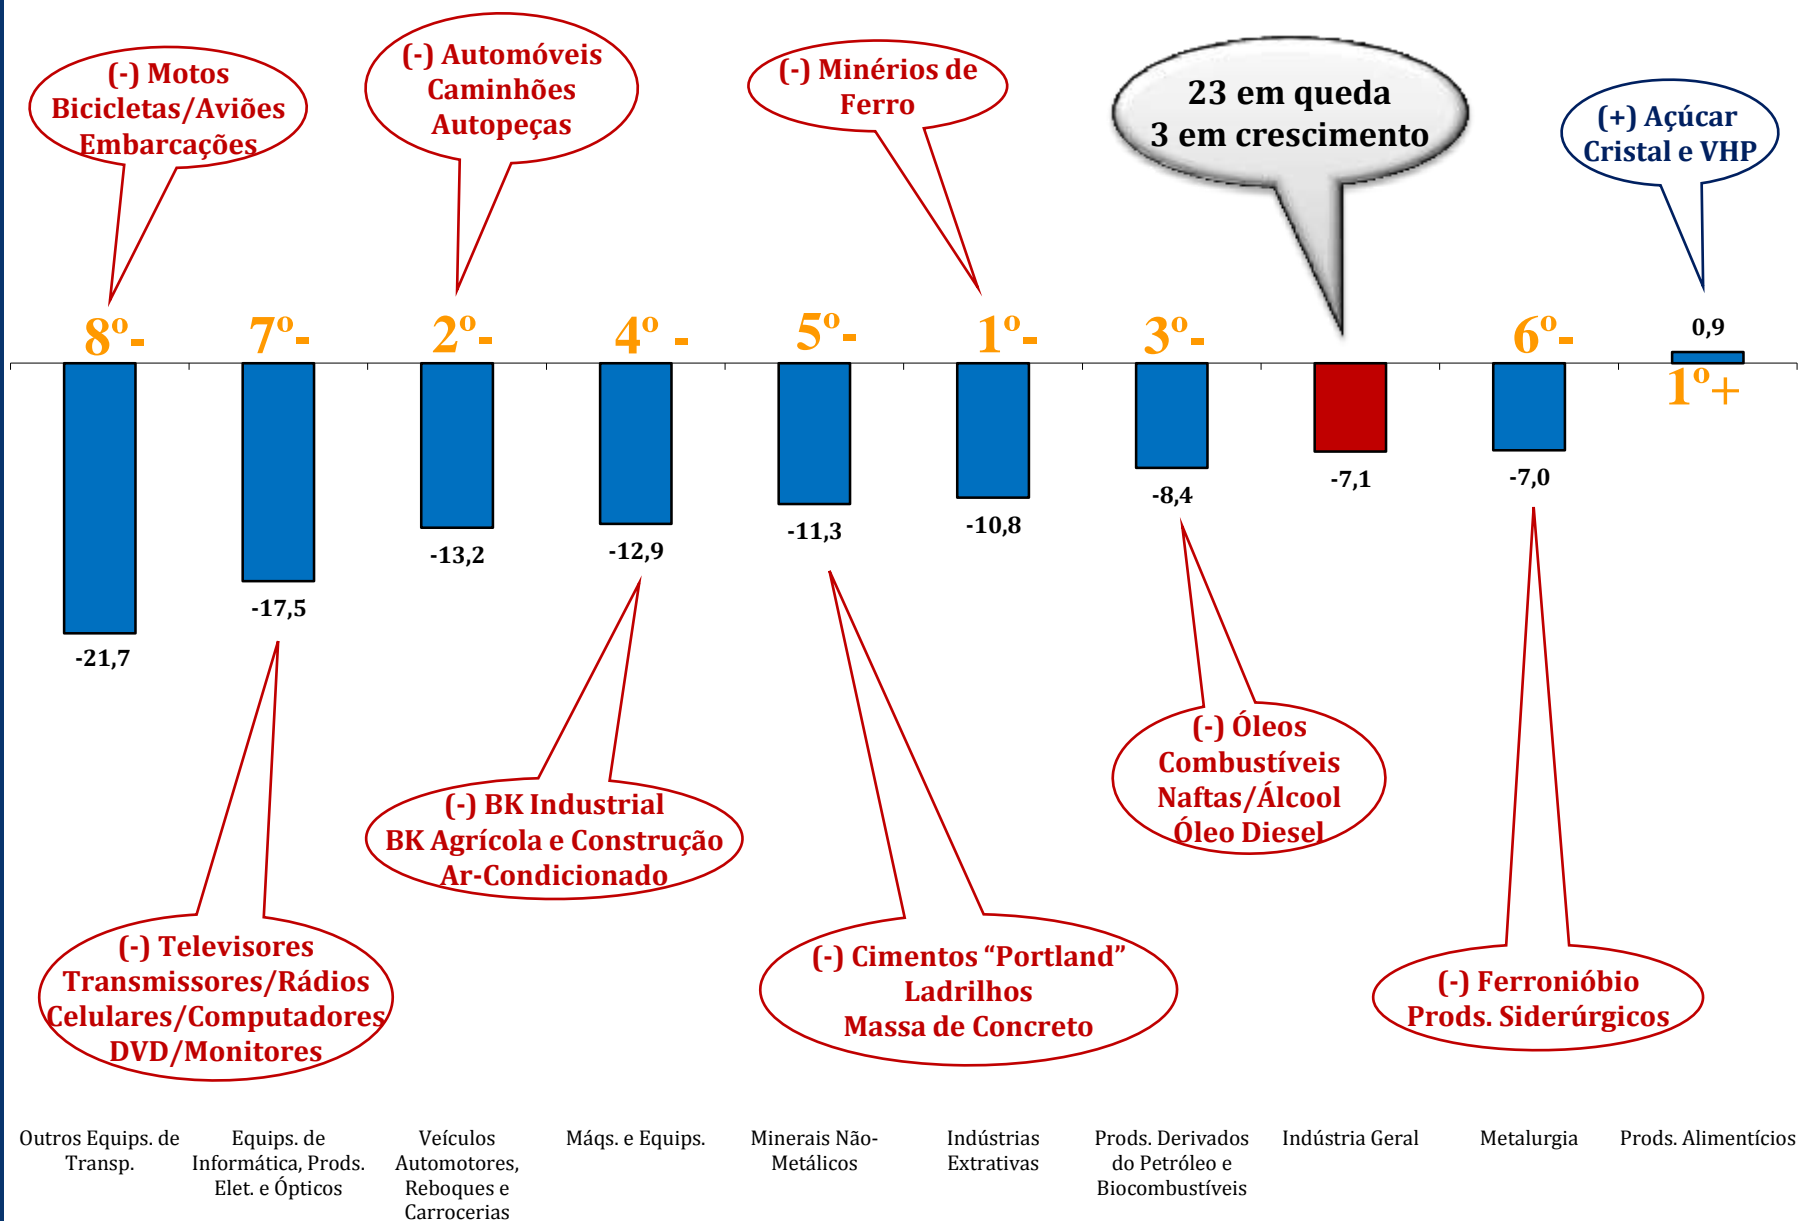 (-) Motos
Bicicletas/Aviões
Embarcações
(-) Automóveis
Caminhões
Autopeças
(-) Minérios de
Ferro
23 em queda
3 em crescimento
(+) Açúcar
Cristal e VHP
8º-
7º-
2º-
4º -
5º-
1º-
3º-
6º-
0,9
1º+
-21,7
-17,5
-13,2
-12,9
-11,3
-10,8
-8,4
-7,1
-7,0
(-) Televisores
Transmissores/Rádios
Celulares/Computadores
DVD/Monitores
(-) BK Industrial
BK Agrícola e Construção
Ar-Condicionado
(-) Cimentos “Portland”
Ladrilhos
Massa de Concreto
(-) Óleos
Combustíveis
Naftas/Álcool
Óleo Diesel
(-) Ferronióbio
Prods. Siderúrgicos
Outros Equips. de
Transp.
Equips. de
Informática, Prods.
Elet. e Ópticos
Veículos
Automotores,
Reboques e
Carrocerias
Máqs. e Equips.
Minerais Não-
Metálicos
Indústrias
Extrativas
Prods. Derivados
do Petróleo e
Biocombustíveis
Indústria Geral
Metalurgia
Prods. Alimentícios